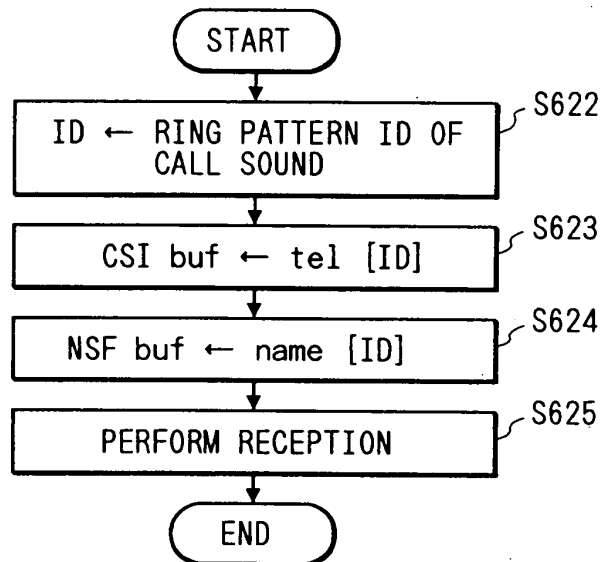 START
S622
ID ← RING PATTERN ID OF
CALL SOUND
S623
CSI buf ← tel [ID]
S624
NSF buf ← name [ID]
S625
PERFORM RECEPTION
END